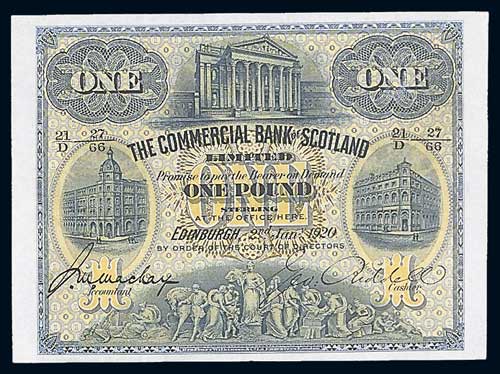 ONE ONE
21/D 27/66 21/D 27/66
THE COMMERCIAL BANK OF SCOTLAND
LIMITED
Promise to pay the Bearer on Demand
ONE POUND
STERLING
AT THE OFFICE HERE.
EDINBURGH, 2nd Jan: 1920
BY ORDER OF THE COURT OF DIRECTORS
Accountant Cashier